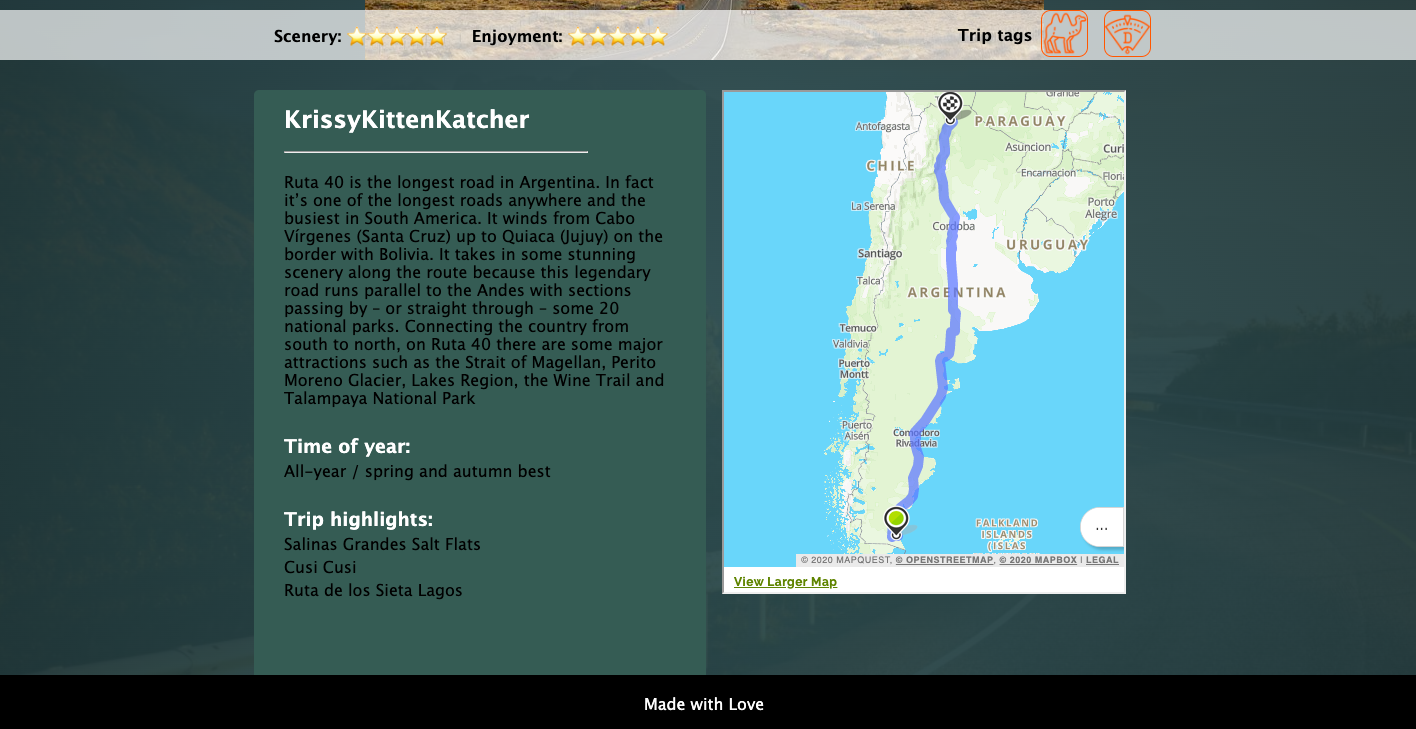 Scenery: Enjoyment: Trip tags
D
KrissyKittenKatcher
Ruta 40 is the longest road in Argentina. In fact
it's one of the longest roads anywhere and the
busiest in South America. It winds from Cabo
Vírgenes (Santa Cruz) up to Quiaca (Jujuy) on the
border with Bolivia. It takes in some stunning
scenery along the route because this legendary
road runs parallel to the Andes with sections
passing by – or straight through – some 20
national parks. Connecting the country from
south to north, on Ruta 40 there are some major
attractions such as the Strait of Magellan, Perito
Moreno Glacier, Lakes Region, the Wine Trail and
Talampaya National Park
Time of year:
All-year / spring and autumn best
Trip highlights:
Salinas Grandes Salt Flats
Cusi Cusi
Ruta de los Sieta Lagos
Grande
PARAGUAY
Antofagasta
Asuncion
Curi
CHILE
Encarnacion
Floria
La Serena
Porto
Alegre
Cordoba
URUGUAY
Santiago
Talca
ARGENTINA
Temuco
Valdivia
Puerto
Montt
Puerto
Aisén
Comodoro
Rivadavia
FALKLAND
ISLANDS
(ISLAS
...
© 2020 MAPQUEST, © OPENSTREETMAP, © 2020 MAPBOX | LEGAL
View Larger Map
Made with Love